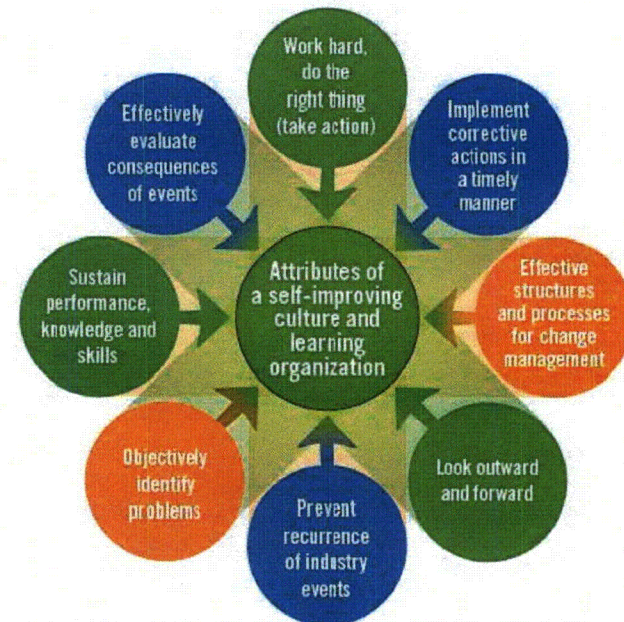 Work hard,
do the
right thing
(take action)
Implement
corrective
actions in
a timely
manner
Effective
structures
and processes
for change
management
Look outward
and forward
Prevent
recurrence
of industry
events
Objectively
identify
problems
Sustain
performance,
knowledge and
skills
Effectively
evaluate
consequences
of events
Attributes of
a self-improving
culture and
learning
organization